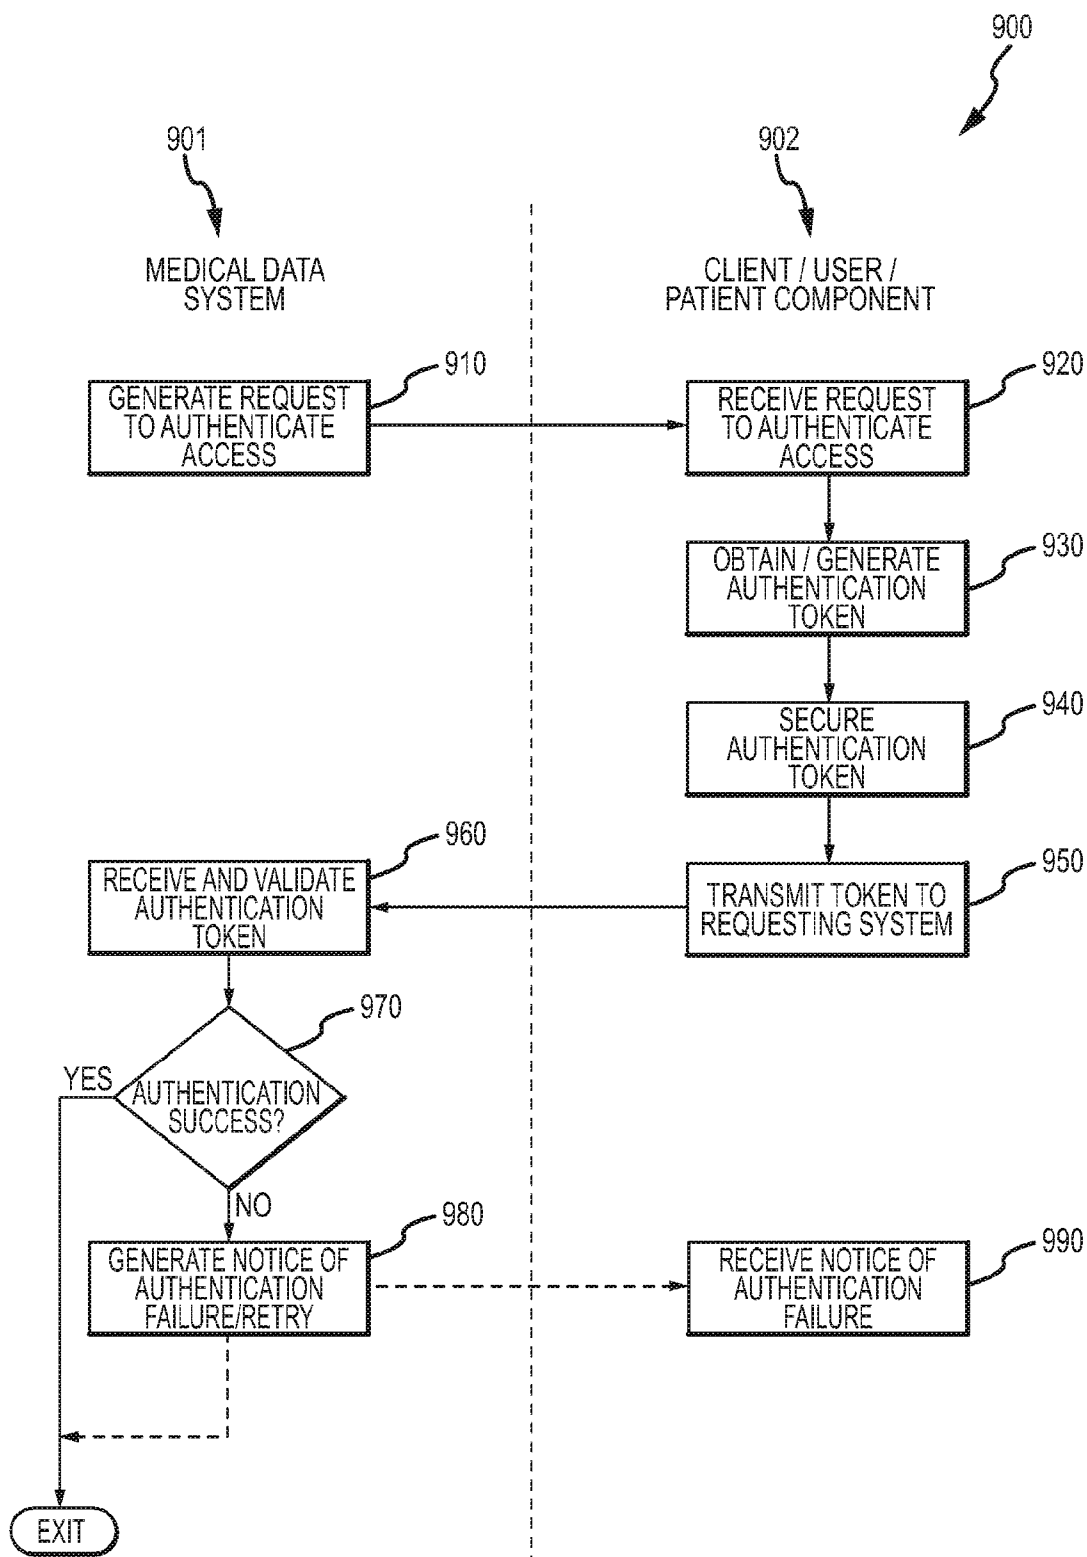 900
901
902
MEDICAL DATA
SYSTEM
CLIENT / USER /
PATIENT COMPONENT
910
GENERATE REQUEST
TO AUTHENTICATE
ACCESS
920
RECEIVE REQUEST
TO AUTHENTICATE
ACCESS
930
OBTAIN / GENERATE
AUTHENTICATION
TOKEN
940
SECURE
AUTHENTICATION
TOKEN
950
TRANSMIT TOKEN TO
REQUESTING SYSTEM
960
RECEIVE AND VALIDATE
AUTHENTICATION
TOKEN
970
YES
AUTHENTICATION
SUCCESS?
NO
980
GENERATE NOTICE OF
AUTHENTICATION
FAILURE/RETRY
990
RECEIVE NOTICE OF
AUTHENTICATION
FAILURE
EXIT